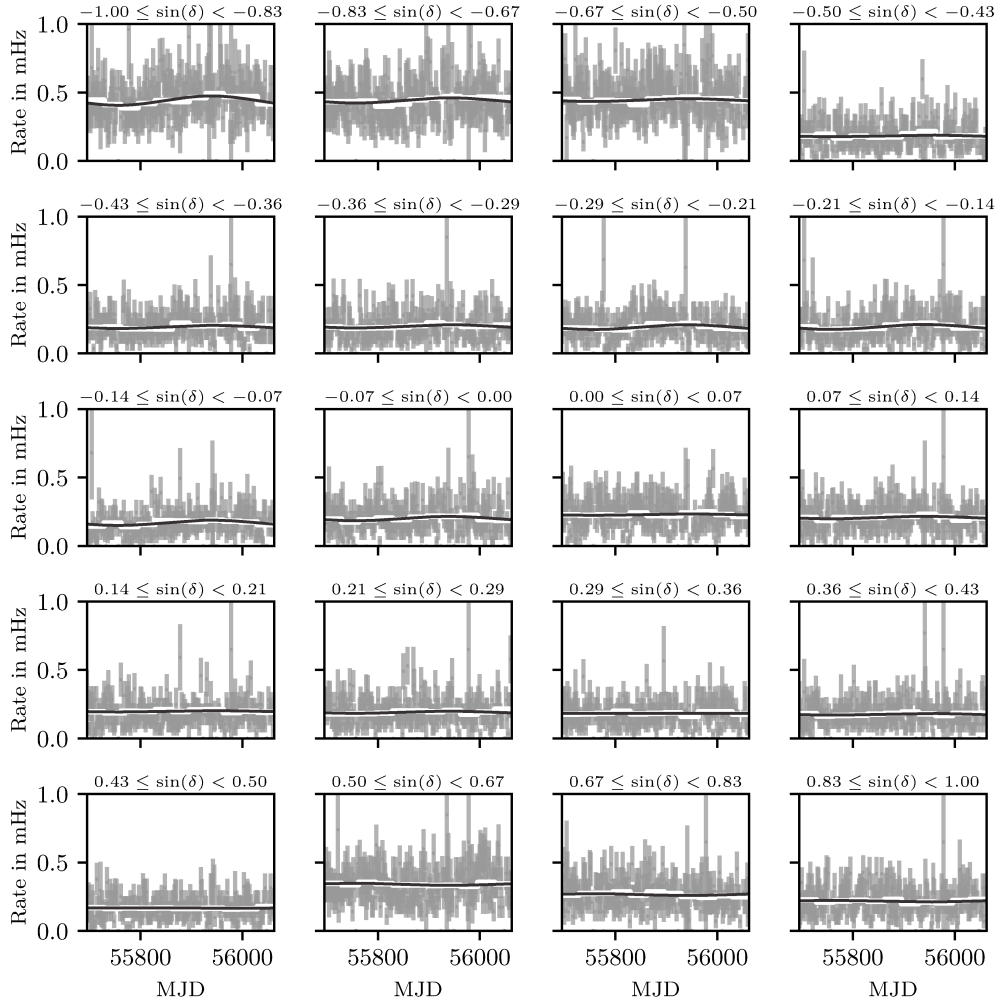 −1.00 ≤ sin(δ) < −0.83
−0.83 ≤ sin(δ) < −0.67
−0.67 ≤ sin(δ) < −0.50
−0.50 ≤ sin(δ) < −0.43
1.0
0.5
0.0
Rate in mHz
−0.43 ≤ sin(δ) < −0.36
−0.36 ≤ sin(δ) < −0.29
−0.29 ≤ sin(δ) < −0.21
−0.21 ≤ sin(δ) < −0.14
1.0
0.5
0.0
Rate in mHz
−0.14 ≤ sin(δ) < −0.07
−0.07 ≤ sin(δ) < 0.00
0.00 ≤ sin(δ) < 0.07
0.07 ≤ sin(δ) < 0.14
1.0
0.5
0.0
Rate in mHz
0.14 ≤ sin(δ) < 0.21
0.21 ≤ sin(δ) < 0.29
0.29 ≤ sin(δ) < 0.36
0.36 ≤ sin(δ) < 0.43
1.0
0.5
0.0
Rate in mHz
0.43 ≤ sin(δ) < 0.50
0.50 ≤ sin(δ) < 0.67
0.67 ≤ sin(δ) < 0.83
0.83 ≤ sin(δ) < 1.00
1.0
0.5
0.0
Rate in mHz
55800 56000
55800 56000
55800 56000
55800 56000
MJD
MJD
MJD
MJD